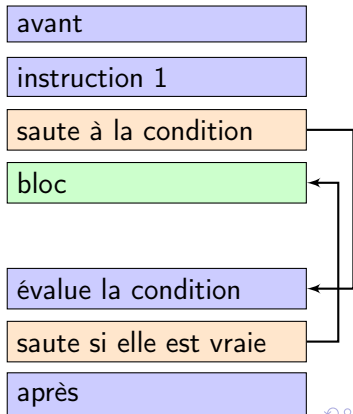 avant
instruction 1
saute à la condition
bloc
évalue la condition
saute si elle est vraie
après